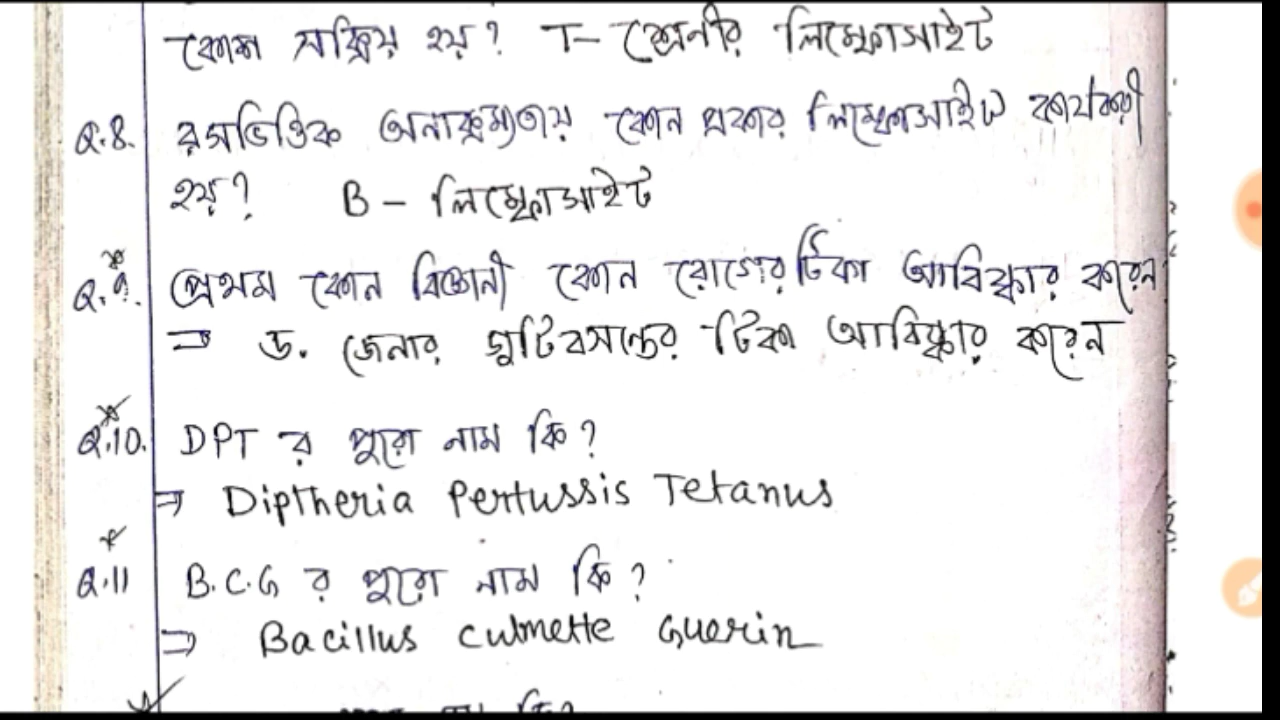 কোশ সক্রিয় হয়? T- শ্রেনীর লিম্ফোসাইট
Q.8. রসভিত্তিক অনাক্রম্যতায় কোন প্রকার লিম্ফোসাইট কার্যকরী
হয়? B - লিম্ফোসাইট
Q.9. প্রথম কোন বিজ্ঞানী কোন রোগের টিকা আবিষ্কার করেন
⇒ ড. জেনার গুটিবসন্তের টিকা আবিষ্কার করেন
Q.10. DPT র পুরো নাম কি?
⇒ Diptheria Pertussis Tetanus
Q.11 B.C.G র পুরো নাম কি?
⇒ Bacillus Culmette Guerin